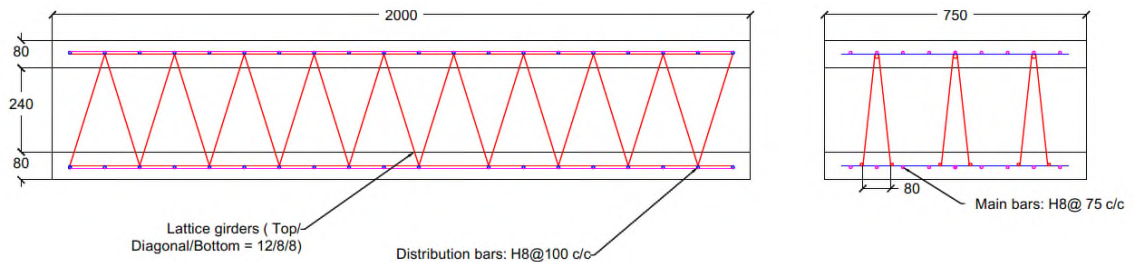 2000
750
80
240
80
80
Lattice girders ( Top/
Diagonal/Bottom = 12/8/8)
Distribution bars: H8@100 c/c
Main bars: H8@ 75 c/c